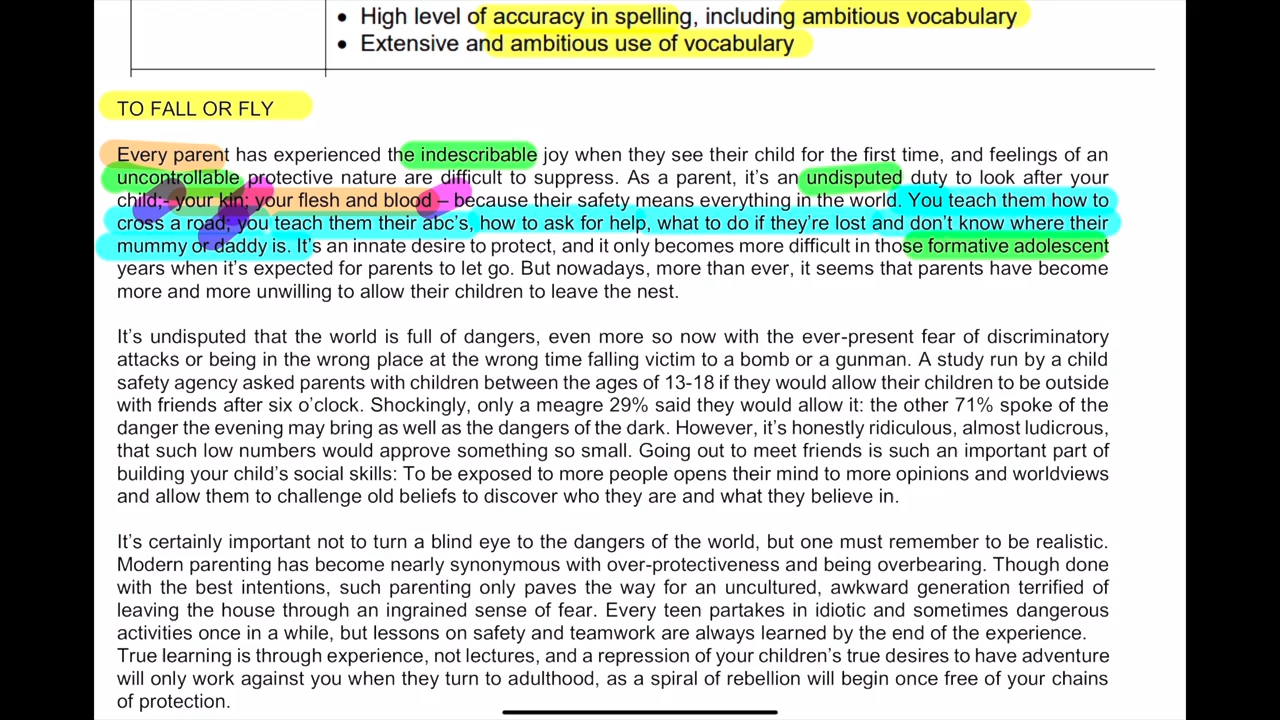 • High level of accuracy in spelling, including ambitious vocabulary
• Extensive and ambitious use of vocabulary
TO FALL OR FLY
Every parent has experienced the indescribable joy when they see their child for the first time, and feelings of an
uncontrollable protective nature are difficult to suppress. As a parent, it's an undisputed duty to look after your
child;- your kin; your flesh and blood – because their safety means everything in the world. You teach them how to
cross a road; you teach them their abc's, how to ask for help, what to do if they're lost and don't know where their
mummy or daddy is. It's an innate desire to protect, and it only becomes more difficult in those formative adolescent
years when it's expected for parents to let go. But nowadays, more than ever, it seems that parents have become
more and more unwilling to allow their children to leave the nest.
It's undisputed that the world is full of dangers, even more so now with the ever-present fear of discriminatory
attacks or being in the wrong place at the wrong time falling victim to a bomb or a gunman. A study run by a child
safety agency asked parents with children between the ages of 13-18 if they would allow their children to be outside
with friends after six o'clock. Shockingly, only a meagre 29% said they would allow it: the other 71% spoke of the
danger the evening may bring as well as the dangers of the dark. However, it's honestly ridiculous, almost ludicrous,
that such low numbers would approve something so small. Going out to meet friends is such an important part of
building your child's social skills: To be exposed to more people opens their mind to more opinions and worldviews
and allow them to challenge old beliefs to discover who they are and what they believe in.
It's certainly important not to turn a blind eye to the dangers of the world, but one must remember to be realistic.
Modern parenting has become nearly synonymous with over-protectiveness and being overbearing. Though done
with the best intentions, such parenting only paves the way for an uncultured, awkward generation terrified of
leaving the house through an ingrained sense of fear. Every teen partakes in idiotic and sometimes dangerous
activities once in a while, but lessons on safety and teamwork are always learned by the end of the experience.
True learning is through experience, not lectures, and a repression of your children's true desires to have adventure
will only work against you when they turn to adulthood, as a spiral of rebellion will begin once free of your chains
of protection.